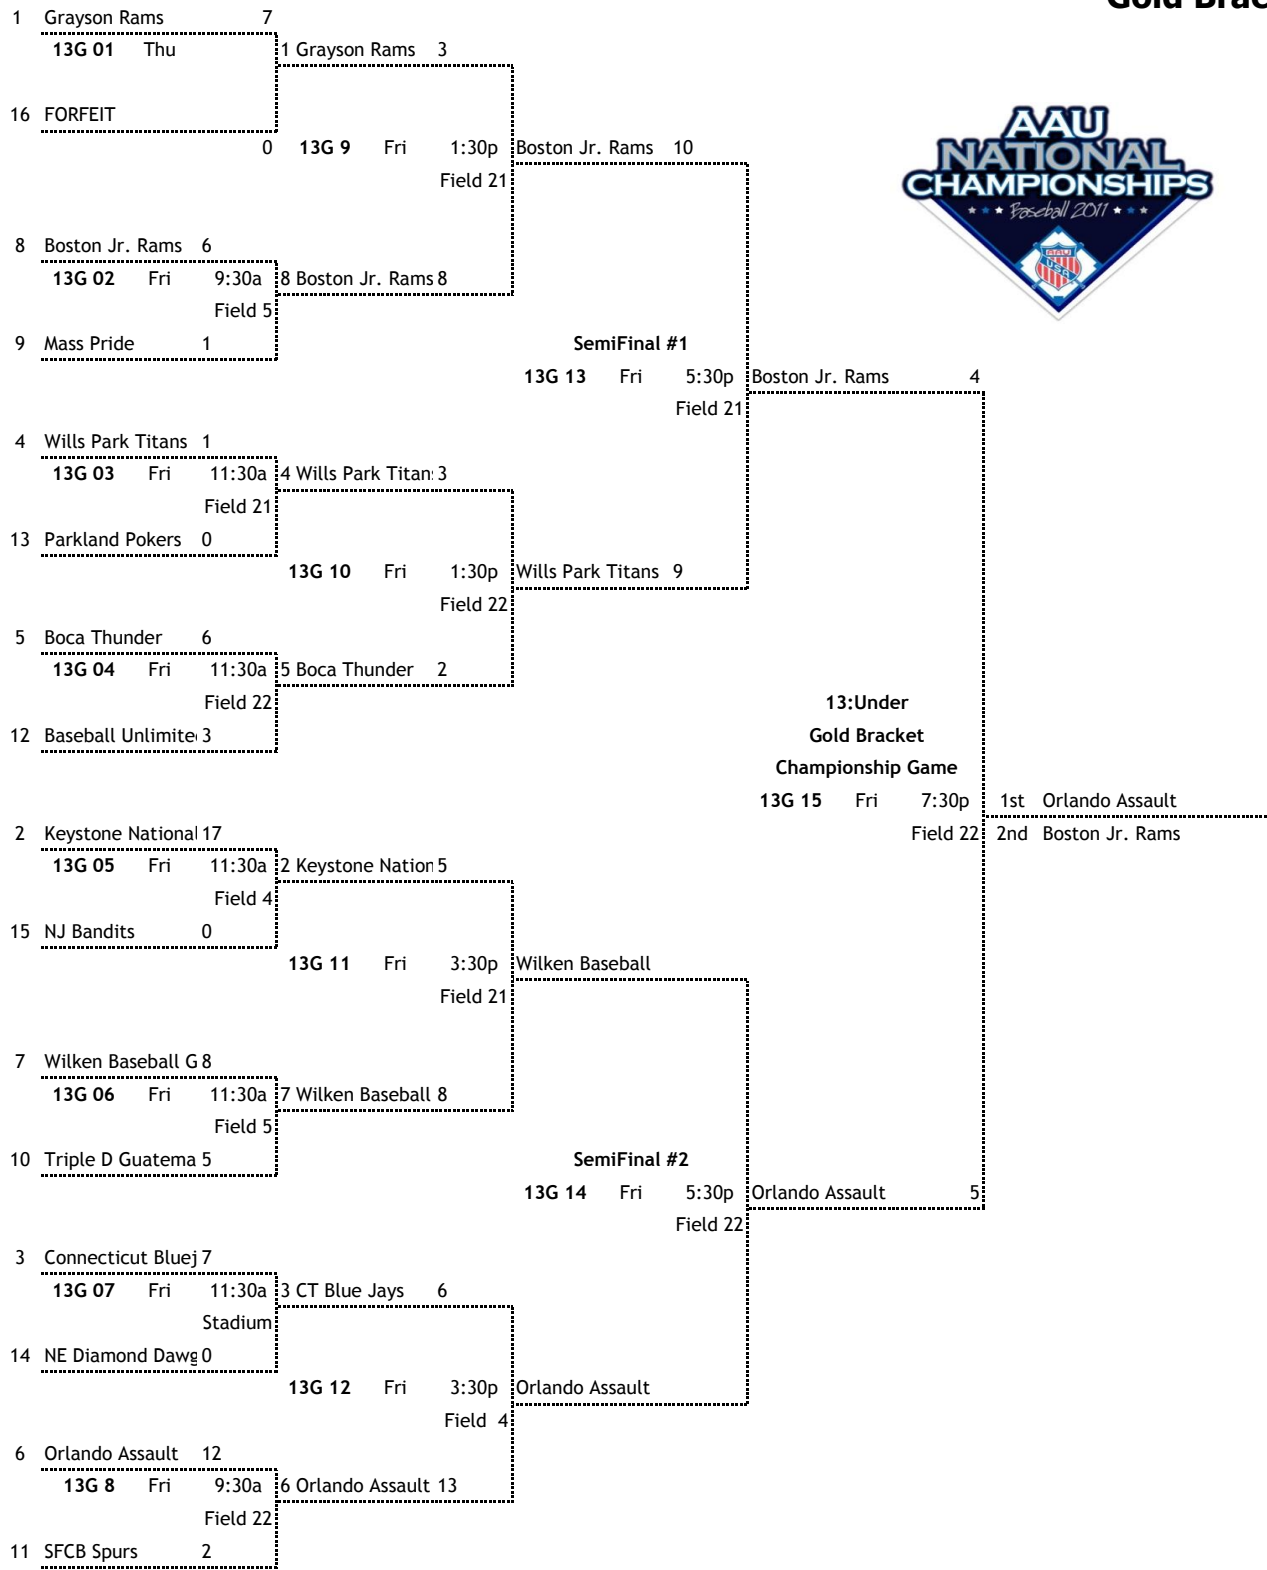 Gold Brac
1 Grayson Rams 7
13G 01 Thu 1 Grayson Rams 3
16 FORFEIT
0 13G 9 Fri 1:30p Boston Jr. Rams 10
Field 21
AAU
NATIONAL
CHAMPIONSHIPS
Baseball 2011
AAU
USA
8 Boston Jr. Rams 6
13G 02 Fri 9:30a 8 Boston Jr. Rams 8
Field 5
9 Mass Pride 1
SemiFinal #1
13G 13 Fri 5:30p Boston Jr. Rams 4
Field 21
4 Wills Park Titans 1
13G 03 Fri 11:30a 4 Wills Park Titan 3
Field 21
13 Parkland Pokers 0
13G 10 Fri 1:30p Wills Park Titans 9
Field 22
5 Boca Thunder 6
13G 04 Fri 11:30a 5 Boca Thunder 2
Field 22
12 Baseball Unlimite 3
13:Under
Gold Bracket
Championship Game
13G 15 Fri 7:30p 1st Orlando Assault
Field 22 2nd Boston Jr. Rams
2 Keystone National 17
13G 05 Fri 11:30a 2 Keystone Nation 5
Field 4
15 NJ Bandits 0
13G 11 Fri 3:30p Wilken Baseball
Field 21
7 Wilken Baseball G 8
13G 06 Fri 11:30a 7 Wilken Baseball 8
Field 5
10 Triple D Guatema 5
SemiFinal #2
13G 14 Fri 5:30p Orlando Assault 5
Field 22
3 Connecticut Bluej 7
13G 07 Fri 11:30a 3 CT Blue Jays 6
Stadium
14 NE Diamond Dawg 0
13G 12 Fri 3:30p Orlando Assault
Field 4
6 Orlando Assault 12
13G 8 Fri 9:30a 6 Orlando Assault 13
Field 22
11 SFCB Spurs 2